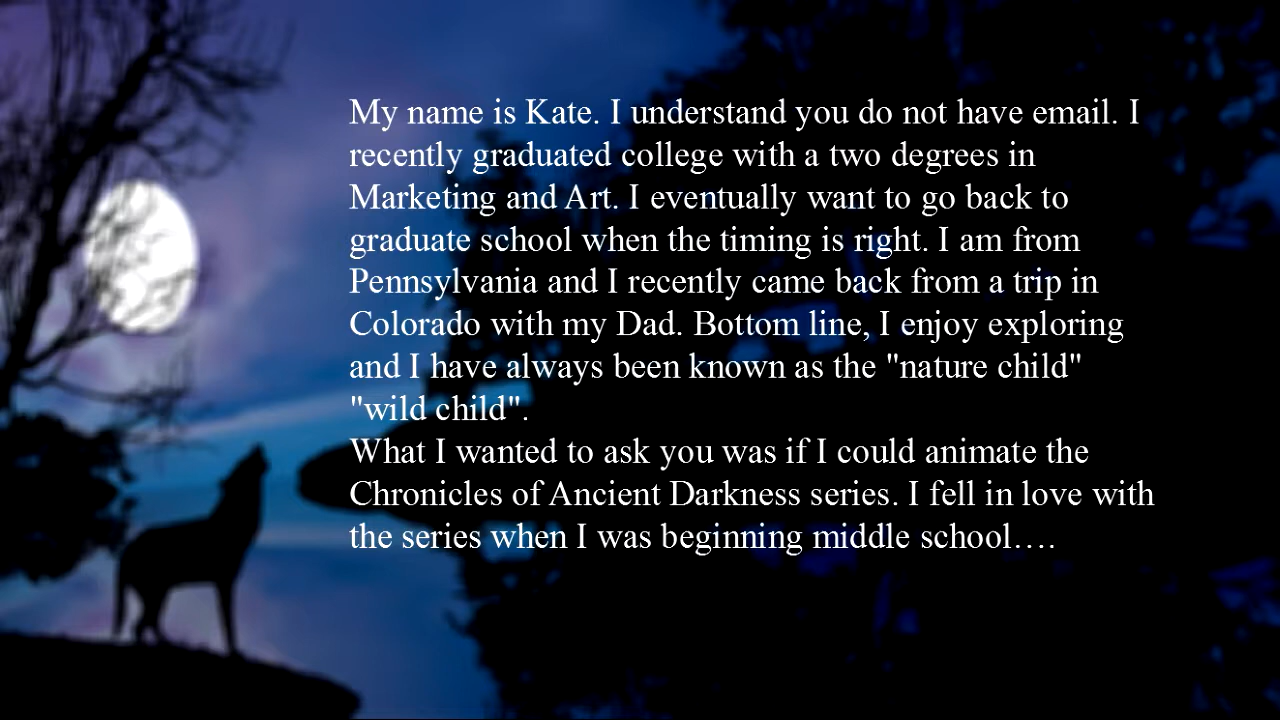 My name is Kate. I understand you do not have email. I
recently graduated college with a two degrees in
Marketing and Art. I eventually want to go back to
graduate school when the timing is right. I am from
Pennsylvania and I recently came back from a trip in
Colorado with my Dad. Bottom line, I enjoy exploring
and I have always been known as the "nature child"
"wild child".
What I wanted to ask you was if I could animate the
Chronicles of Ancient Darkness series. I fell in love with
the series when I was beginning middle school….